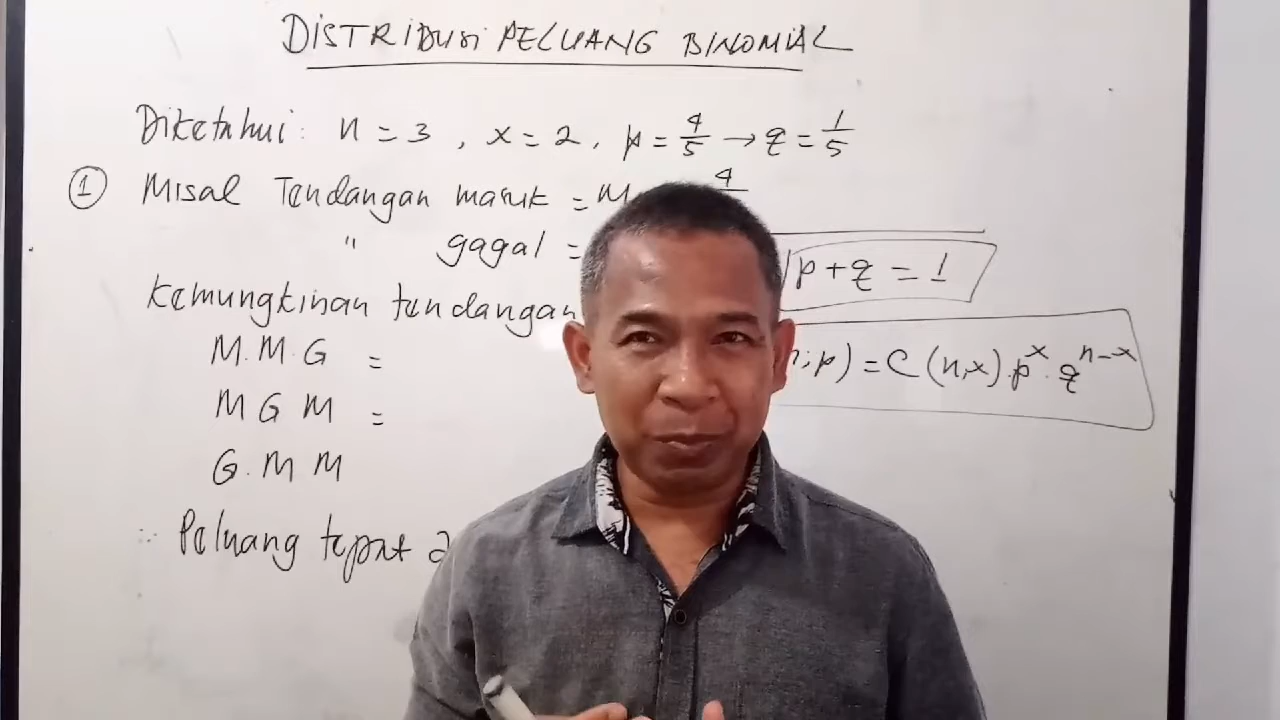 DISTRIBUSI PELUANG BINOMIAL
Diketahui: n = 3, x = 2, p = 4/5 → q = 1/5
① Misal Tendangan masuk = M 4
" gagal =
p + q = 1
Kemungkinan tendangan
M.M.G =
n;p) = C(n,x).p^x.q^{n-x}
M G M =
G.M M
∴ Peluang tepat 2